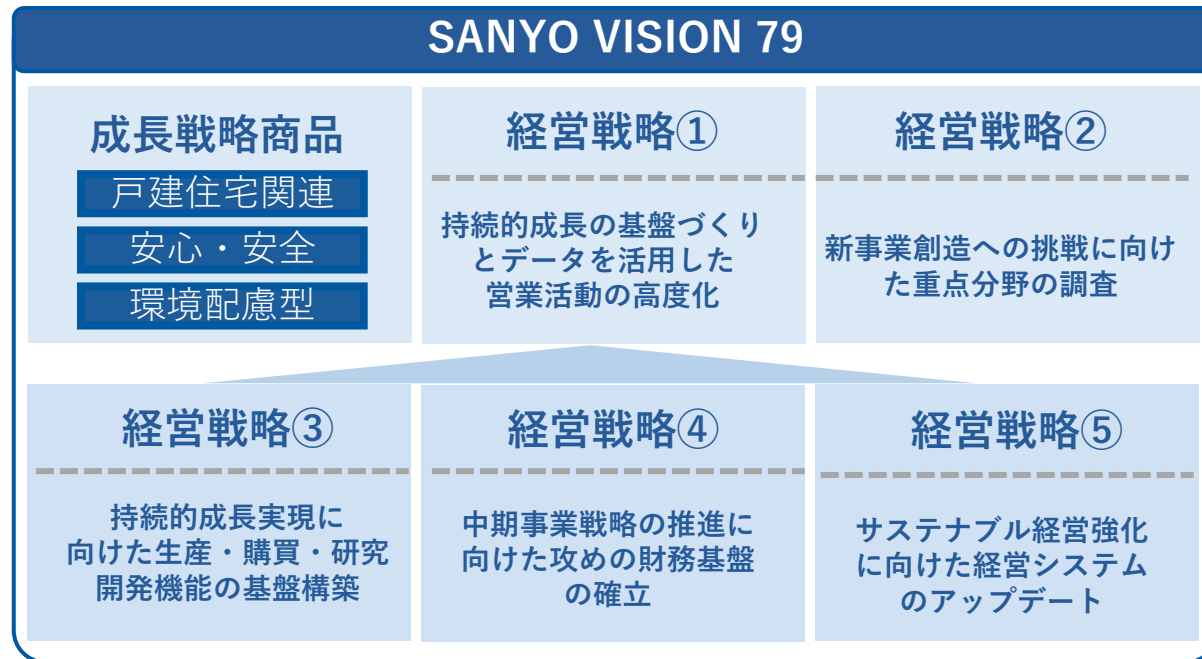 SANYO VISION 79
成長戦略商品
戸建住宅関連
安心・安全
環境配慮型
経営戦略①
持続的成長の基盤づくり
とデータを活用した
営業活動の高度化
経営戦略②
新事業創造への挑戦に向け
た重点分野の調査
経営戦略③
持続的成長実現に
向けた生産・購買・研究
開発機能の基盤構築
経営戦略④
中期事業戦略の推進に
向けた攻めの財務基盤
の確立
経営戦略⑤
サステナブル経営強化
に向けた経営システム
のアップデート